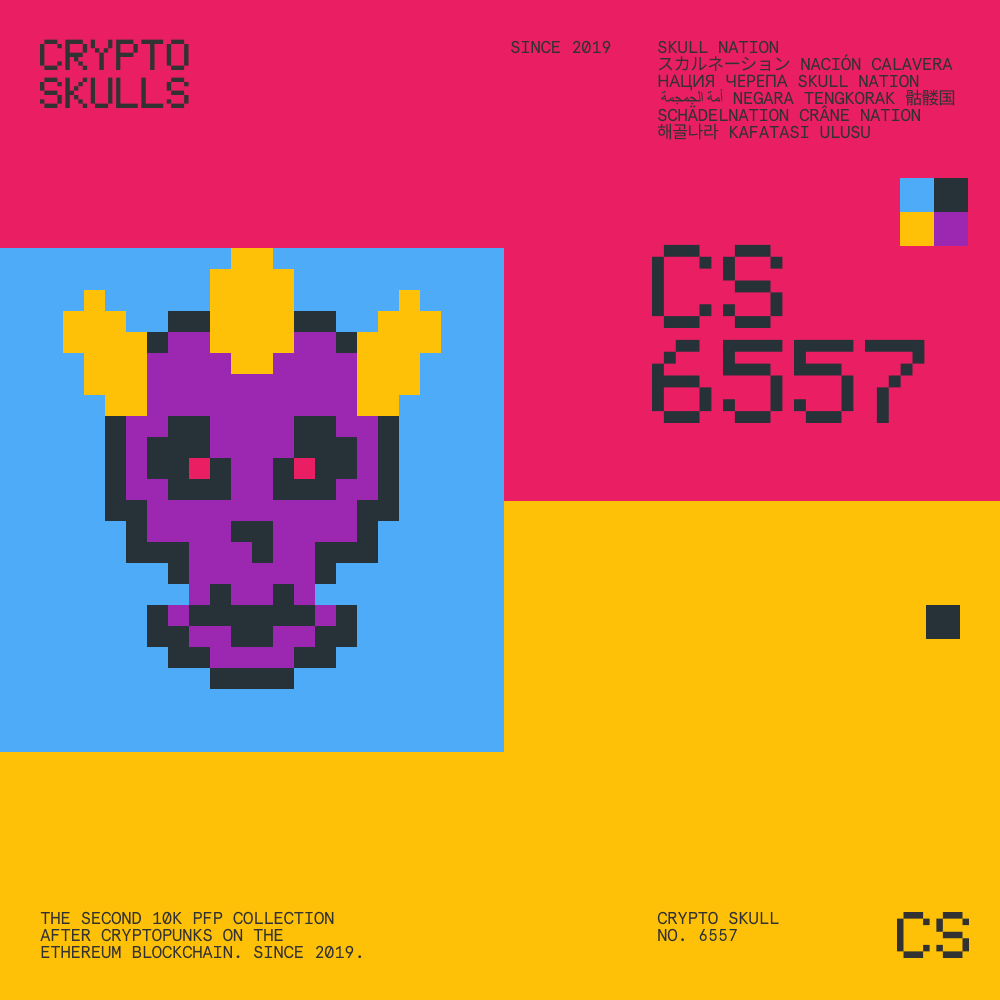 CRYPTO
SKULLS
SINCE 2019
SKULL NATION
スカルネーション NACIÓN CALAVERA
НАЦИЯ ЧЕРЕПА SKULL NATION
أمة الجمجمة NEGARA TENGKORAK 骷髅国
SCHÄDELNATION CRÂNE NATION
해골나라 KAFATASI ULUSU
CS
6557
THE SECOND 10K PFP COLLECTION
AFTER CRYPTOPUNKS ON THE
ETHEREUM BLOCKCHAIN. SINCE 2019.
CRYPTO SKULL
NO. 6557
CS